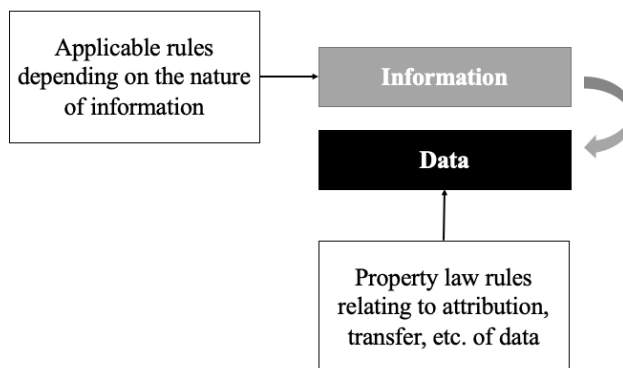 Applicable rules
depending on the nature
of information
Information
Data
Property law rules
relating to attribution,
transfer, etc. of data